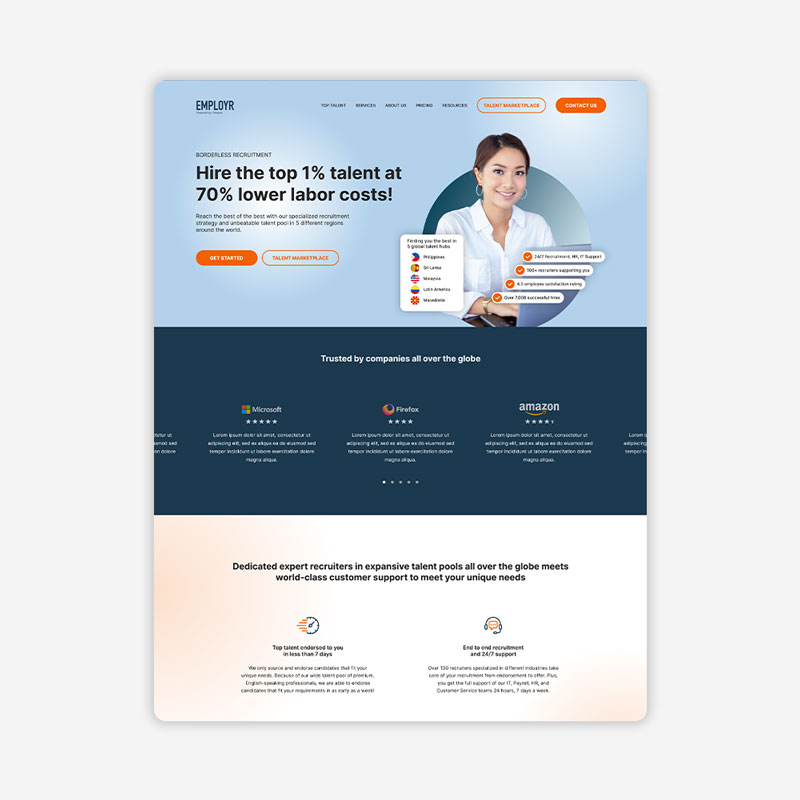 EMPLOYR
TOP TALENT
SERVICES
ABOUT US
PRICING
RESOURCES
TALENT MARKETPLACE
CONTACT US
BORDERLESS RECRUITMENT
Hire the top 1% talent at
70% lower labor costs!
Reach the best of the best with our specialized recruitment
strategy and unbeatable talent pool in 5 different regions
around the world.
GET STARTED
TALENT MARKETPLACE
Finding you the best in
5 global talent hubs
Philippines
Sri Lanka
Malaysia
Latin America
Macedonia
24/7 Recruitment, HR, IT Support
100+ recruiters supporting you
4.5 employee satisfaction rating
Over 7,008 successful hires
Trusted by companies all over the globe
Microsoft
Lorem ipsum dolor sit amet, consectetur ut
adipiscing elit, sed ex aliqua ex do eiusmod sed
tempor incididunt ut labore exercitation dolore
magna aliqua.
Firefox
Lorem ipsum dolor sit amet, consectetur ut
adipiscing elit, sed ex aliqua ex do eiusmod sed
tempor incididunt ut labore exercitation dolore
magna aliqua.
amazon
Lorem ipsum dolor sit amet, consectetur ut
adipiscing elit, sed ex aliqua ex do eiusmod sed
tempor incididunt ut labore exercitation dolore
magna aliqua.
Dedicated expert recruiters in expansive talent pools all over the globe meets
world-class customer support to meet your unique needs
Top talent endorsed to you
in less than 7 days
We only source and endorse candidates that fit your
unique needs. Because of our wide talent pool of premium,
English-speaking professionals, we are able to endorse
candidates that fit your requirements in as early as a week!
End to end recruitment
and 24/7 support
Over 100 recruiters specialized in different industries take
care of your recruitment from endorsement to offer. Plus,
you get the full support of our IT, Payroll, HR, and
Customer Service teams 24 hours, 7 days a week.